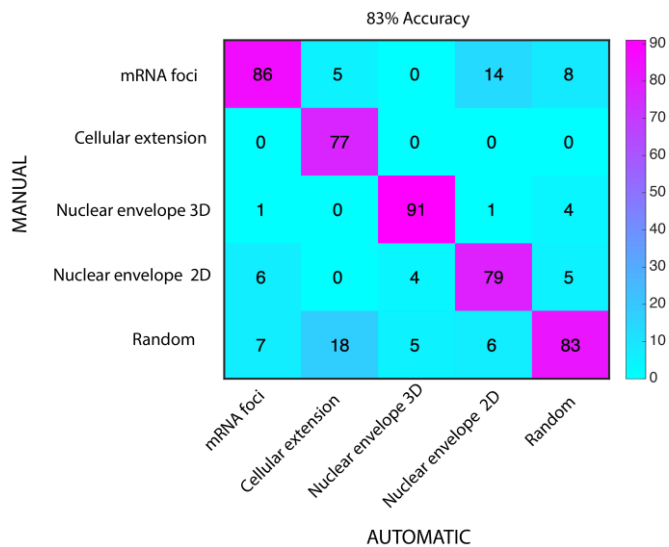 83% Accuracy
mRNA foci 86 5 0 14 8
Cellular extension 0 77 0 0 0
Nuclear envelope 3D 1 0 91 1 4
Nuclear envelope 2D 6 0 4 79 5
Random 7 18 5 6 83
MANUAL
90
80
70
60
50
40
30
20
10
0
mRNA foci
Cellular extension
Nuclear envelope 3D
Nuclear envelope 2D
Random
AUTOMATIC